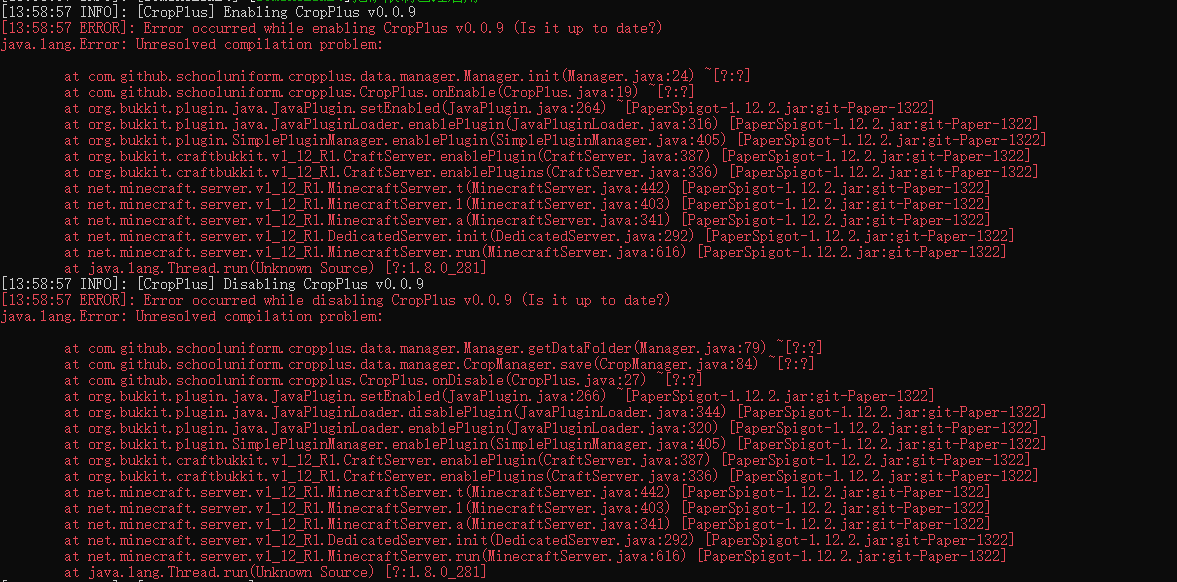 [13:58:57 INFO]: [CropPlus] Enabling CropPlus v0.0.9
[13:58:57 ERROR]: Error occurred while enabling CropPlus v0.0.9 (Is it up to date?)
java.lang.Error: Unresolved compilation problem:
at com.github.schooluniform.cropplus.data.manager.Manager.init(Manager.java:24) ~[?:?]
at com.github.schooluniform.cropplus.CropPlus.onEnable(CropPlus.java:19) ~[?:?]
at org.bukkit.plugin.java.JavaPlugin.setEnabled(JavaPlugin.java:264) ~[PaperSpigot-1.12.2.jar:git-Paper-1322]
at org.bukkit.plugin.java.JavaPluginLoader.enablePlugin(JavaPluginLoader.java:316) [PaperSpigot-1.12.2.jar:git-Paper-1322]
at org.bukkit.plugin.SimplePluginManager.enablePlugin(SimplePluginManager.java:405) [PaperSpigot-1.12.2.jar:git-Paper-1322]
at org.bukkit.craftbukkit.v1_12_R1.CraftServer.enablePlugin(CraftServer.java:387) [PaperSpigot-1.12.2.jar:git-Paper-1322]
at org.bukkit.craftbukkit.v1_12_R1.CraftServer.enablePlugins(CraftServer.java:336) [PaperSpigot-1.12.2.jar:git-Paper-1322]
at net.minecraft.server.v1_12_R1.MinecraftServer.t(MinecraftServer.java:442) [PaperSpigot-1.12.2.jar:git-Paper-1322]
at net.minecraft.server.v1_12_R1.MinecraftServer.l(MinecraftServer.java:403) [PaperSpigot-1.12.2.jar:git-Paper-1322]
at net.minecraft.server.v1_12_R1.MinecraftServer.a(MinecraftServer.java:341) [PaperSpigot-1.12.2.jar:git-Paper-1322]
at net.minecraft.server.v1_12_R1.DedicatedServer.init(DedicatedServer.java:292) [PaperSpigot-1.12.2.jar:git-Paper-1322]
at net.minecraft.server.v1_12_R1.MinecraftServer.run(MinecraftServer.java:616) [PaperSpigot-1.12.2.jar:git-Paper-1322]
at java.lang.Thread.run(Unknown Source) [?:1.8.0_281]
[13:58:57 INFO]: [CropPlus] Disabling CropPlus v0.0.9
[13:58:57 ERROR]: Error occurred while disabling CropPlus v0.0.9 (Is it up to date?)
java.lang.Error: Unresolved compilation problem:
at com.github.schooluniform.cropplus.data.manager.Manager.getDataFolder(Manager.java:79) ~[?:?]
at com.github.schooluniform.cropplus.data.manager.CropManager.save(CropManager.java:84) ~[?:?]
at com.github.schooluniform.cropplus.CropPlus.onDisable(CropPlus.java:27) ~[?:?]
at org.bukkit.plugin.java.JavaPlugin.setEnabled(JavaPlugin.java:266) ~[PaperSpigot-1.12.2.jar:git-Paper-1322]
at org.bukkit.plugin.java.JavaPluginLoader.disablePlugin(JavaPluginLoader.java:344) [PaperSpigot-1.12.2.jar:git-Paper-1322]
at org.bukkit.plugin.java.JavaPluginLoader.enablePlugin(JavaPluginLoader.java:320) [PaperSpigot-1.12.2.jar:git-Paper-1322]
at org.bukkit.plugin.SimplePluginManager.enablePlugin(SimplePluginManager.java:405) [PaperSpigot-1.12.2.jar:git-Paper-1322]
at org.bukkit.craftbukkit.v1_12_R1.CraftServer.enablePlugin(CraftServer.java:387) [PaperSpigot-1.12.2.jar:git-Paper-1322]
at org.bukkit.craftbukkit.v1_12_R1.CraftServer.enablePlugins(CraftServer.java:336) [PaperSpigot-1.12.2.jar:git-Paper-1322]
at net.minecraft.server.v1_12_R1.MinecraftServer.t(MinecraftServer.java:442) [PaperSpigot-1.12.2.jar:git-Paper-1322]
at net.minecraft.server.v1_12_R1.MinecraftServer.l(MinecraftServer.java:403) [PaperSpigot-1.12.2.jar:git-Paper-1322]
at net.minecraft.server.v1_12_R1.MinecraftServer.a(MinecraftServer.java:341) [PaperSpigot-1.12.2.jar:git-Paper-1322]
at net.minecraft.server.v1_12_R1.DedicatedServer.init(DedicatedServer.java:292) [PaperSpigot-1.12.2.jar:git-Paper-1322]
at net.minecraft.server.v1_12_R1.MinecraftServer.run(MinecraftServer.java:616) [PaperSpigot-1.12.2.jar:git-Paper-1322]
at java.lang.Thread.run(Unknown Source) [?:1.8.0_281]